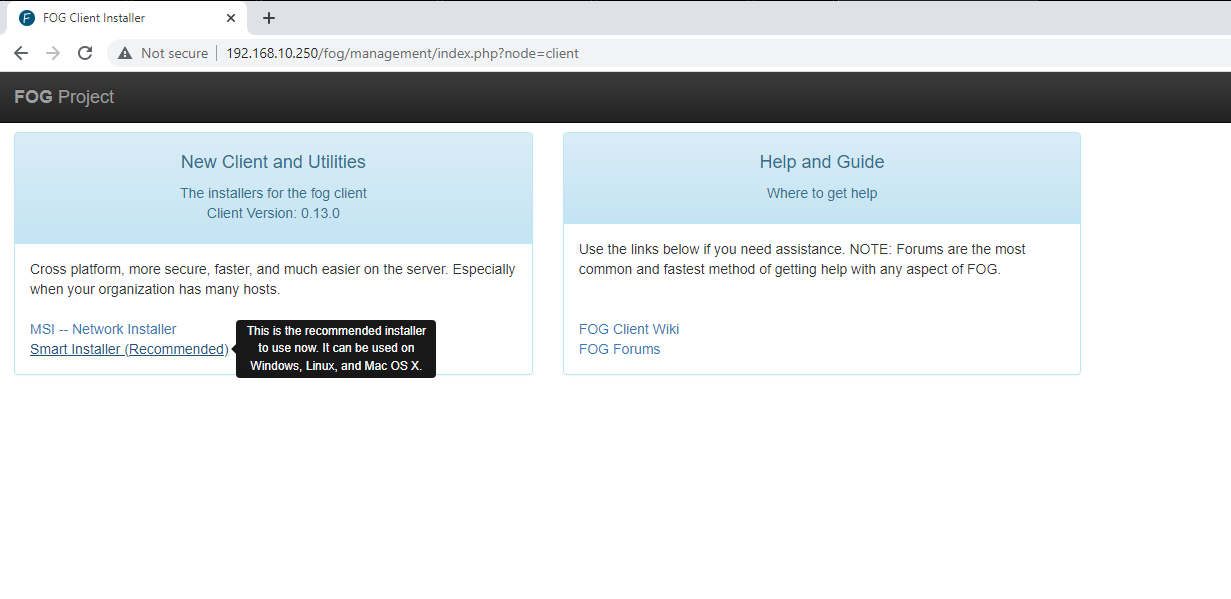 FOG Client Installer
Not secure
192.168.10.250/fog/management/index.php?node=client
FOG Project
New Client and Utilities
The installers for the fog client
Client Version: 0.13.0
Cross platform, more secure, faster, and much easier on the server. Especially
when your organization has many hosts.
MSI -- Network Installer
Smart Installer (Recommended)
This is the recommended installer
to use now. It can be used on
Windows, Linux, and Mac OS X.
Help and Guide
Where to get help
Use the links below if you need assistance. NOTE: Forums are the most
common and fastest method of getting help with any aspect of FOG.
FOG Client Wiki
FOG Forums